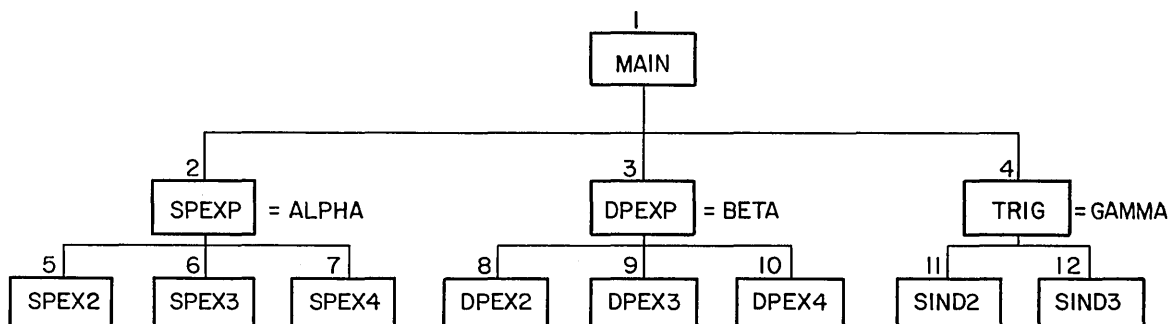 1
MAIN
2 3 4
SPEXP = ALPHA DPEXP = BETA TRIG = GAMMA
5 6 7 8 9 10 11 12
SPEX2 SPEX3 SPEX4 DPEX2 DPEX3 DPEX4 SIND2 SIND3